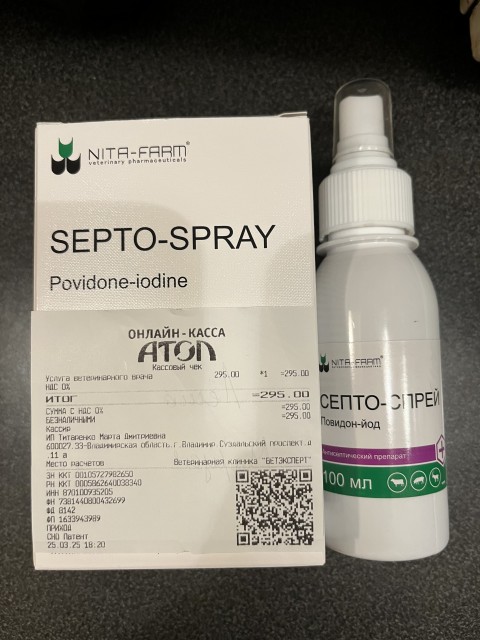 NITA-FARM®
veterinary pharmaceuticals
SEPTO-SPRAY
Povidone-iodine
ОНЛАЙН-КАССА
АТОЛ
Кассовый чек
Услуга ветеринарного врача 295.00 *1 =295.00
НДС 0%
ИТОГ =295.00
СУММА С НДС 0% =295.00
БЕЗНАЛИЧНЫМИ =295.00
Кассир
ИП Титаренко Марта Дмитриевна
600027.33-Владимирская область.г.Владимир Суздальский проспект.д
.11 а
Место расчетов Ветеринарная клиника "ВЕТЭКСПЕРТ"
ЗН ККТ 00105727982650
РН ККТ 0005862640038340
ИНН 870100935205
ФН 7381440800432699
ФД 8142
ФП 1633943989
ПРИХОД
СНО Патент
25.03.25 18:20
NITA-FARM®
СЕПТО-СПРЕЙ
Повидон-йод
Антисептический препарат
100 мл